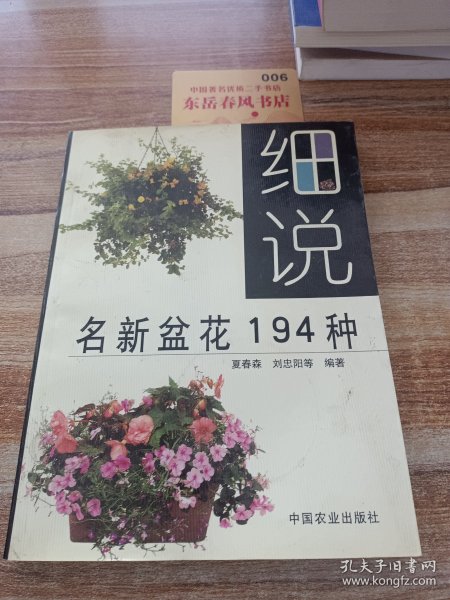 006
中国著名优质二手书店
东岳春风书店
细说
名新盆花194种
夏春森 刘忠阳等 编著
中国农业出版社
孔夫子旧书网
www.kongfz.com